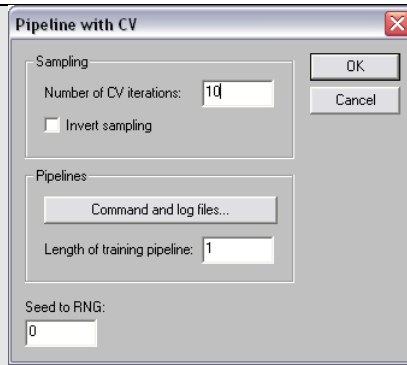 Pipeline with CV
Sampling
Number of CV iterations: 10
Invert sampling
OK
Cancel
Pipelines
Command and log files...
Length of training pipeline: 1
Seed to RNG:
0